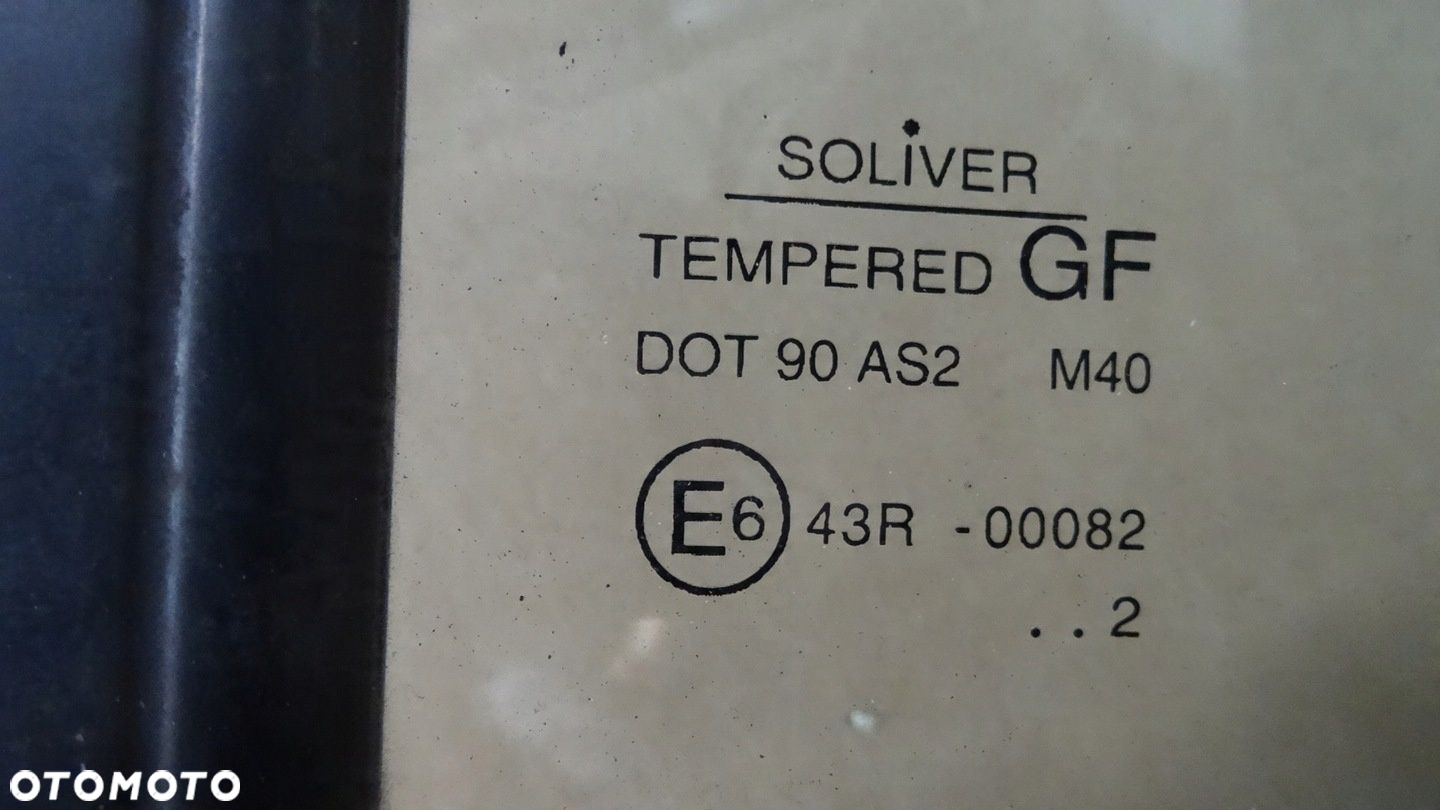 SOLiVER
TEMPERED GF
DOT 90 AS2 M40
E6 43R -00082
. . 2
OTOMOTO